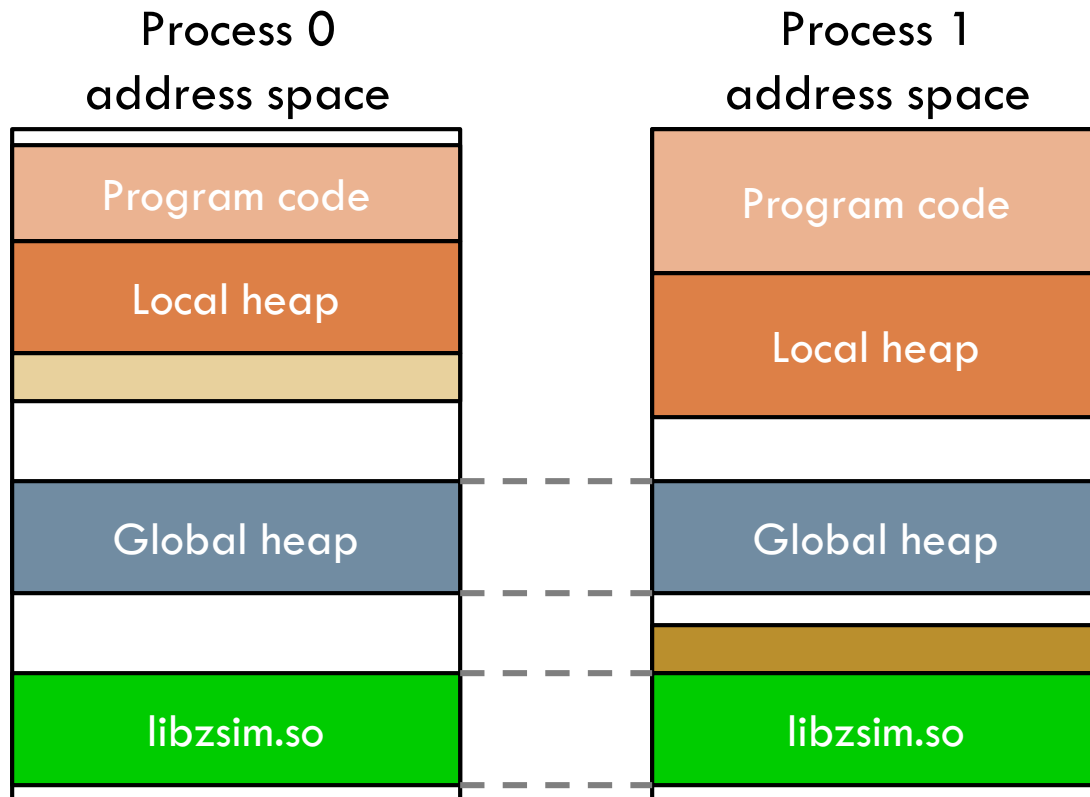 Process 0
address space
Program code
Local heap
Global heap
libzsim.so
Process 1
address space
Program code
Local heap
Global heap
libzsim.so